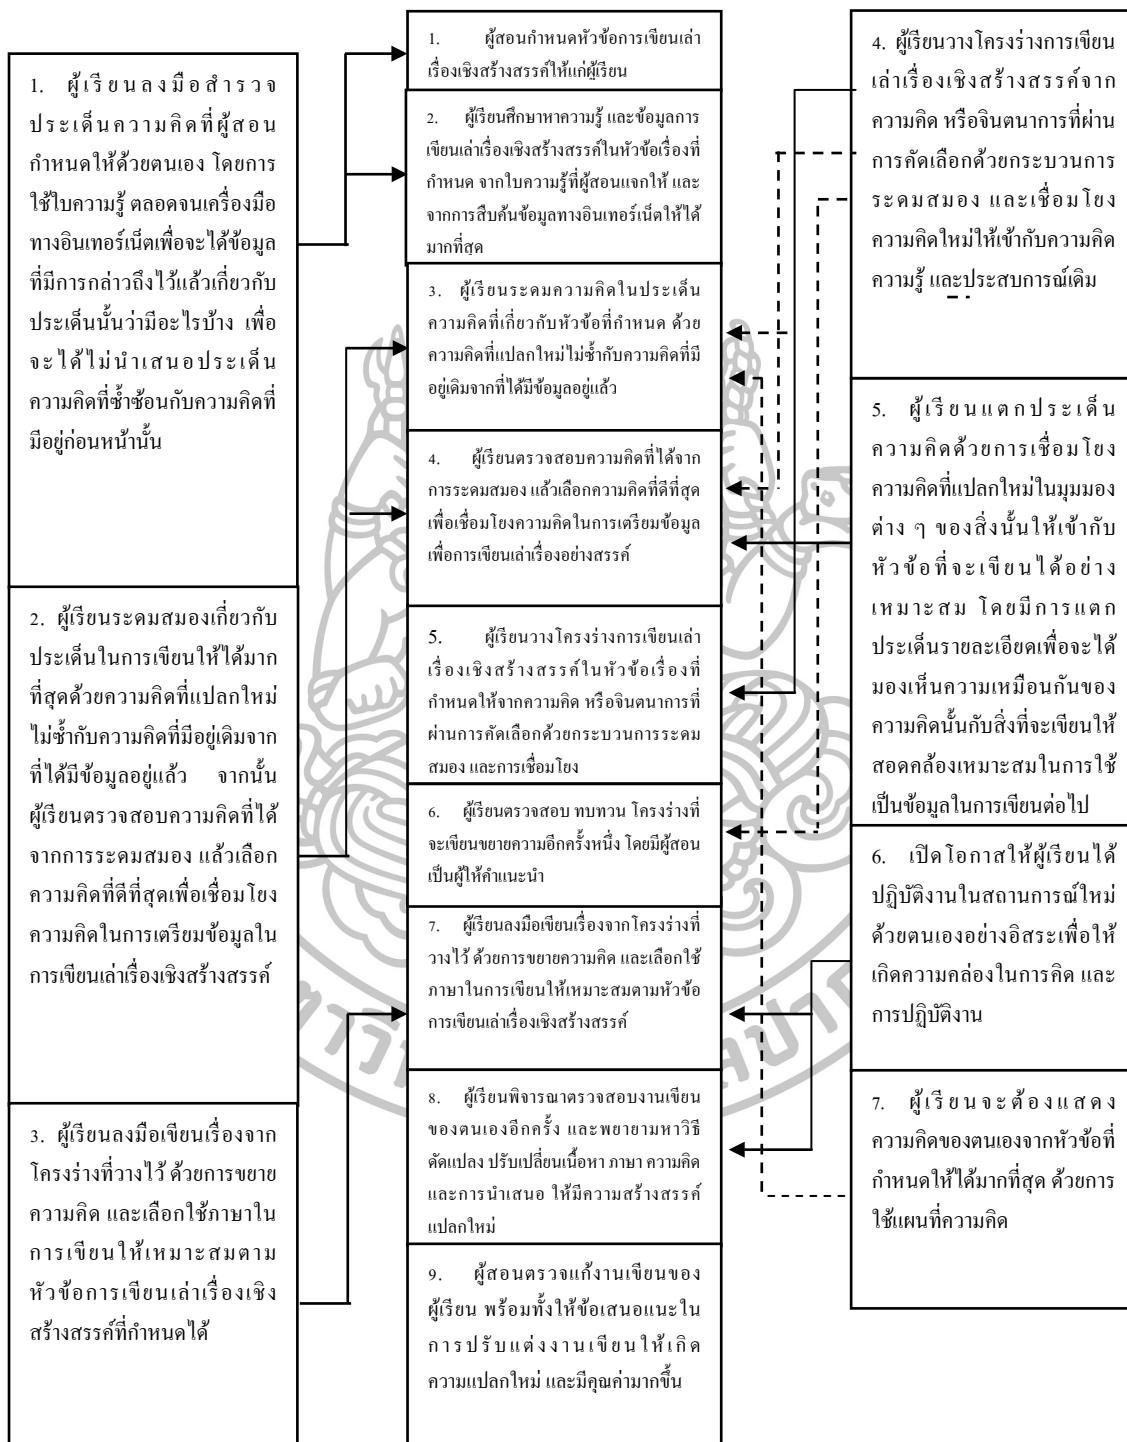 1. ผู้เรียนลงมือสำรวจ
ประเด็นความคิดที่ผู้สอน
กำหนดให้ด้วยตนเอง โดยการ
ใช้ใบความรู้ ตลอดจนเครื่องมือ
ทางอินเทอร์เน็ตเพื่อจะได้ข้อมูล
ที่มีการกล่าวถึงไว้แล้วเกี่ยวกับ
ประเด็นนั้นว่ามีอะไรบ้าง เพื่อ
จะได้ไม่นำเสนอประเด็น
ความคิดที่ซ้ำซ้อนกับความคิดที่
มีอยู่ก่อนหน้านั้น
2. ผู้เรียนระดมสมองเกี่ยวกับ
ประเด็นในการเขียนให้ได้มาก
ที่สุดด้วยความคิดที่แปลกใหม่
ไม่ซ้ำกับความคิดที่มีอยู่เดิมจาก
ที่ได้มีข้อมูลอยู่แล้ว จากนั้น
ผู้เรียนตรวจสอบความคิดที่ได้
จากการระดมสมอง แล้วเลือก
ความคิดที่ดีที่สุดเพื่อเชื่อมโยง
ความคิดในการเตรียมข้อมูลใน
การเขียนเล่าเรื่องเชิงสร้างสรรค์
3. ผู้เรียนลงมือเขียนเรื่องจาก
โครงร่างที่วางไว้ ด้วยการขยาย
ความคิด และเลือกใช้ภาษาใน
การเขียนให้เหมาะสมตาม
หัวข้อการเขียนเล่าเรื่องเชิง
สร้างสรรค์ที่กำหนดได้
1. ผู้สอนกำหนดหัวข้อการเขียนเล่า
เรื่องเชิงสร้างสรรค์ให้แก่ผู้เรียน
2. ผู้เรียนศึกษาหาความรู้ และข้อมูลการ
เขียนเล่าเรื่องเชิงสร้างสรรค์ในหัวข้อเรื่องที่
กำหนด จากใบความรู้ที่ผู้สอนแจกให้ และ
จากการสืบค้นข้อมูลทางอินเทอร์เน็ตให้ได้
มากที่สุด
3. ผู้เรียนระดมความคิดในประเด็น
ความคิดที่เกี่ยวกับหัวข้อที่กำหนด ด้วย
ความคิดที่แปลกใหม่ไม่ซ้ำกับความคิดที่มี
อยู่เดิมจากที่ได้มีข้อมูลอยู่แล้ว
4. ผู้เรียนตรวจสอบความคิดที่ได้จาก
การระดมสมอง แล้วเลือกความคิดที่ดีที่สุด
เพื่อเชื่อมโยงความคิดในการเตรียมข้อมูล
เพื่อการเขียนเล่าเรื่องอย่างสรรค์
5. ผู้เรียนวางโครงร่างการเขียนเล่า
เรื่องเชิงสร้างสรรค์ในหัวข้อเรื่องที่
กำหนดให้จากความคิด หรือจินตนาการที่
ผ่านการคัดเลือกด้วยกระบวนการระดม
สมอง และการเชื่อมโยง
6. ผู้เรียนตรวจสอบ ทบทวน โครงร่างที่
จะเขียนขยายความอีกครั้งหนึ่ง โดยมีผู้สอน
เป็นผู้ให้คำแนะนำ
7. ผู้เรียนลงมือเขียนเรื่องจากโครงร่างที่
วางไว้ ด้วยการขยายความคิด และเลือกใช้
ภาษาในการเขียนให้เหมาะสมตามหัวข้อ
การเขียนเล่าเรื่องเชิงสร้างสรรค์
8. ผู้เรียนพิจารณาตรวจสอบงานเขียน
ของตนเองอีกครั้ง และพยายามหาวิธี
ดัดแปลง ปรับเปลี่ยนเนื้อหา ภาษา ความคิด
และการนำเสนอ ให้มีความสร้างสรรค์
แปลกใหม่
9. ผู้สอนตรวจแก้งานเขียนของ
ผู้เรียน พร้อมทั้งให้ข้อเสนอแนะใน
การปรับแต่งงานเขียนให้เกิด
ความแปลกใหม่ และมีคุณค่ามากขึ้น
4. ผู้เรียนวางโครงร่างการเขียน
เล่าเรื่องเชิงสร้างสรรค์จาก
ความคิด หรือจินตนาการที่ผ่าน
การคัดเลือกด้วยกระบวนการ
ระดมสมอง และเชื่อมโยง
ความคิดใหม่ให้เข้ากับความคิด
ความรู้ และประสบการณ์เดิม
5. ผู้เรียนแตกประเด็น
ความคิดด้วยการเชื่อมโยง
ความคิดที่แปลกใหม่ในมุมมอง
ต่าง ๆ ของสิ่งนั้นให้เข้ากับ
หัวข้อที่จะเขียนได้อย่าง
เหมาะสม โดยมีการแตก
ประเด็นรายละเอียดเพื่อจะได้
มองเห็นความเหมือนกันของ
ความคิดนั้นกับสิ่งที่จะเขียนให้
สอดคล้องเหมาะสมในการใช้
เป็นข้อมูลในการเขียนต่อไป
6. เปิดโอกาสให้ผู้เรียนได้
ปฏิบัติงานในสถานการณ์ใหม่
ด้วยตนเองอย่างอิสระเพื่อให้
เกิดความคล่องในการคิด และ
การปฏิบัติงาน
7. ผู้เรียนจะต้องแสดง
ความคิดของตนเองจากหัวข้อที่
กำหนดให้ได้มากที่สุด ด้วยการ
ใช้แผนที่ความคิด